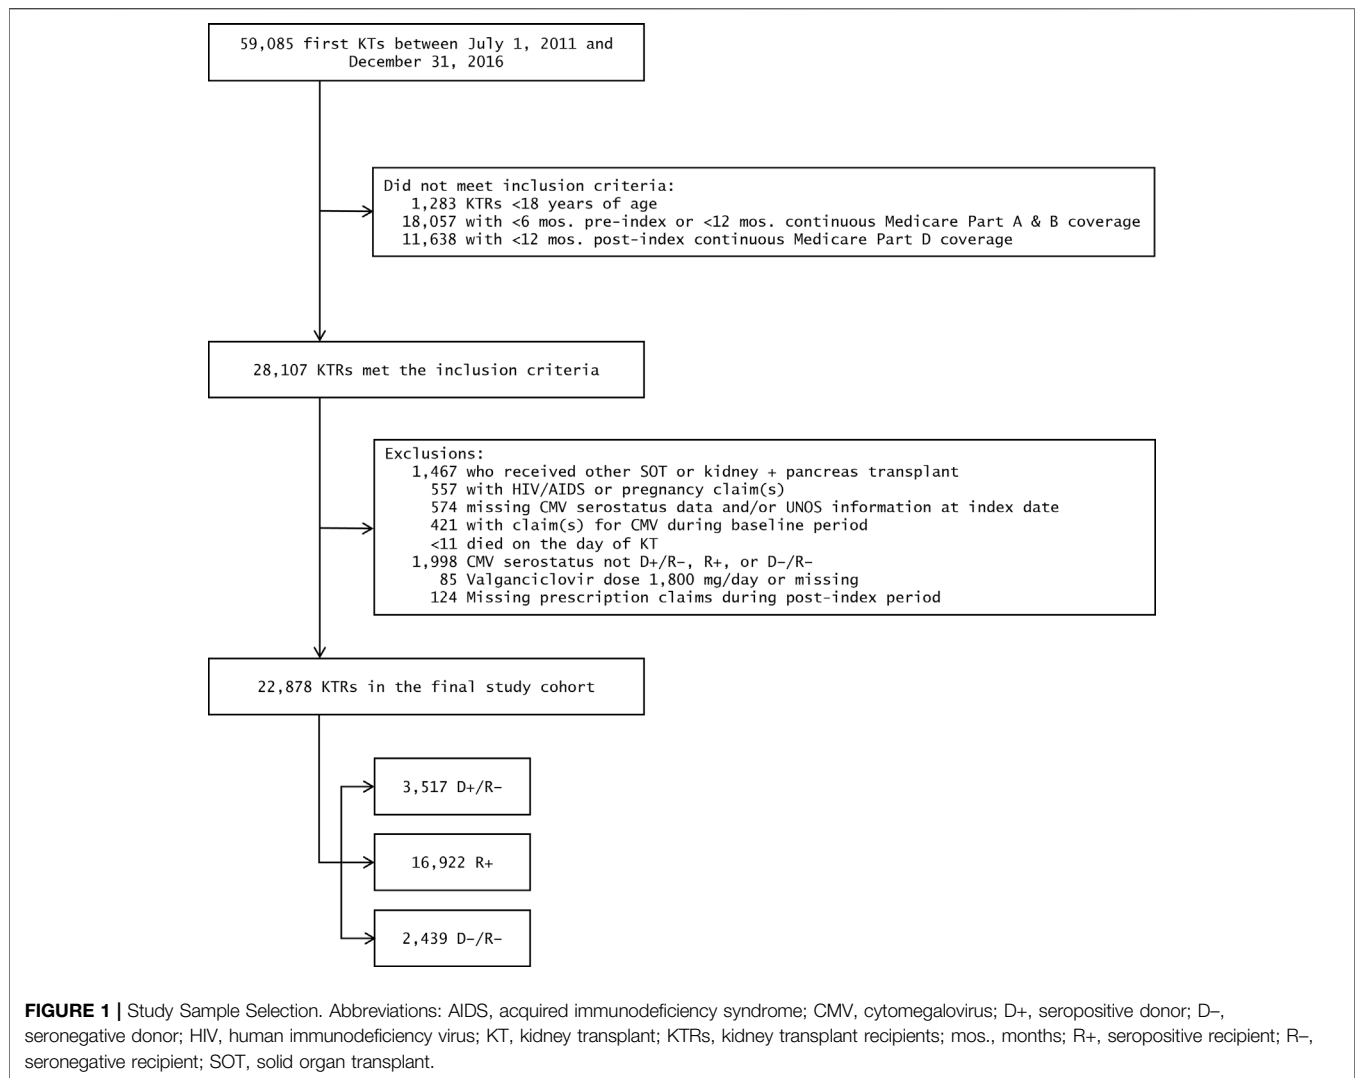 59,085 first KTs between July 1, 2011 and
December 31, 2016
Did not meet inclusion criteria:
1,283 KTRs <18 years of age
18,057 with <6 mos. pre-index or <12 mos. continuous Medicare Part A & B coverage
11,638 with <12 mos. post-index continuous Medicare Part D coverage
28,107 KTRs met the inclusion criteria
Exclusions:
1,467 who received other SOT or kidney + pancreas transplant
557 with HIV/AIDS or pregnancy claim(s)
574 missing CMV serostatus data and/or UNOS information at index date
421 with claim(s) for CMV during baseline period
<11 died on the day of KT
1,998 CMV serostatus not D+/R−, R+, or D−/R−
85 Valganciclovir dose 1,800 mg/day or missing
124 Missing prescription claims during post-index period
22,878 KTRs in the final study cohort
3,517 D+/R−
16,922 R+
2,439 D−/R−
FIGURE 1 | Study Sample Selection. Abbreviations: AIDS, acquired immunodeficiency syndrome; CMV, cytomegalovirus; D+, seropositive donor; D−,
seronegative donor; HIV, human immunodeficiency virus; KT, kidney transplant; KTRs, kidney transplant recipients; mos., months; R+, seropositive recipient; R−,
seronegative recipient; SOT, solid organ transplant.